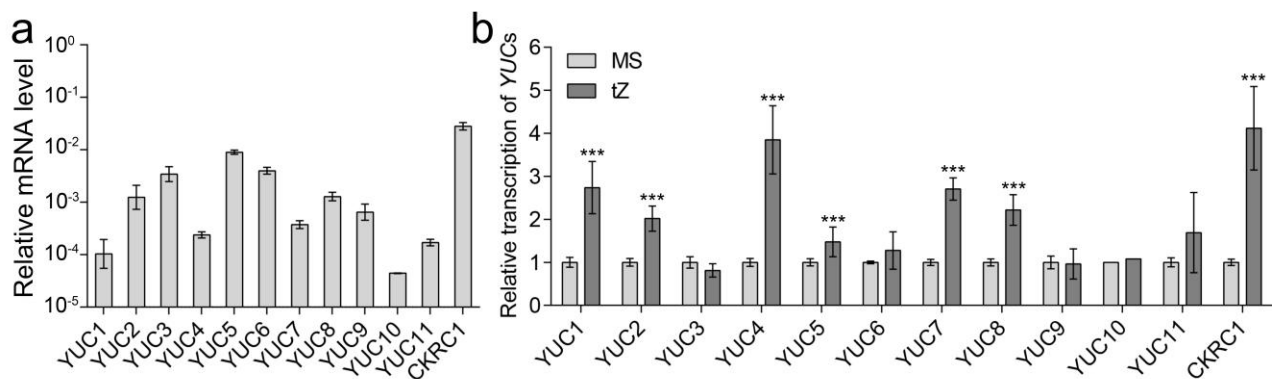 a
Relative mRNA level
10⁰
10⁻¹
10⁻²
10⁻³
10⁻⁴
10⁻⁵
YUC1
YUC2
YUC3
YUC4
YUC5
YUC6
YUC7
YUC8
YUC9
YUC10
YUC11
CKRC1
b
Relative transcription of YUCs
6
5
4
3
2
1
0
MS
tZ
***
***
***
***
***
***
***
YUC1
YUC2
YUC3
YUC4
YUC5
YUC6
YUC7
YUC8
YUC9
YUC10
YUC11
CKRC1